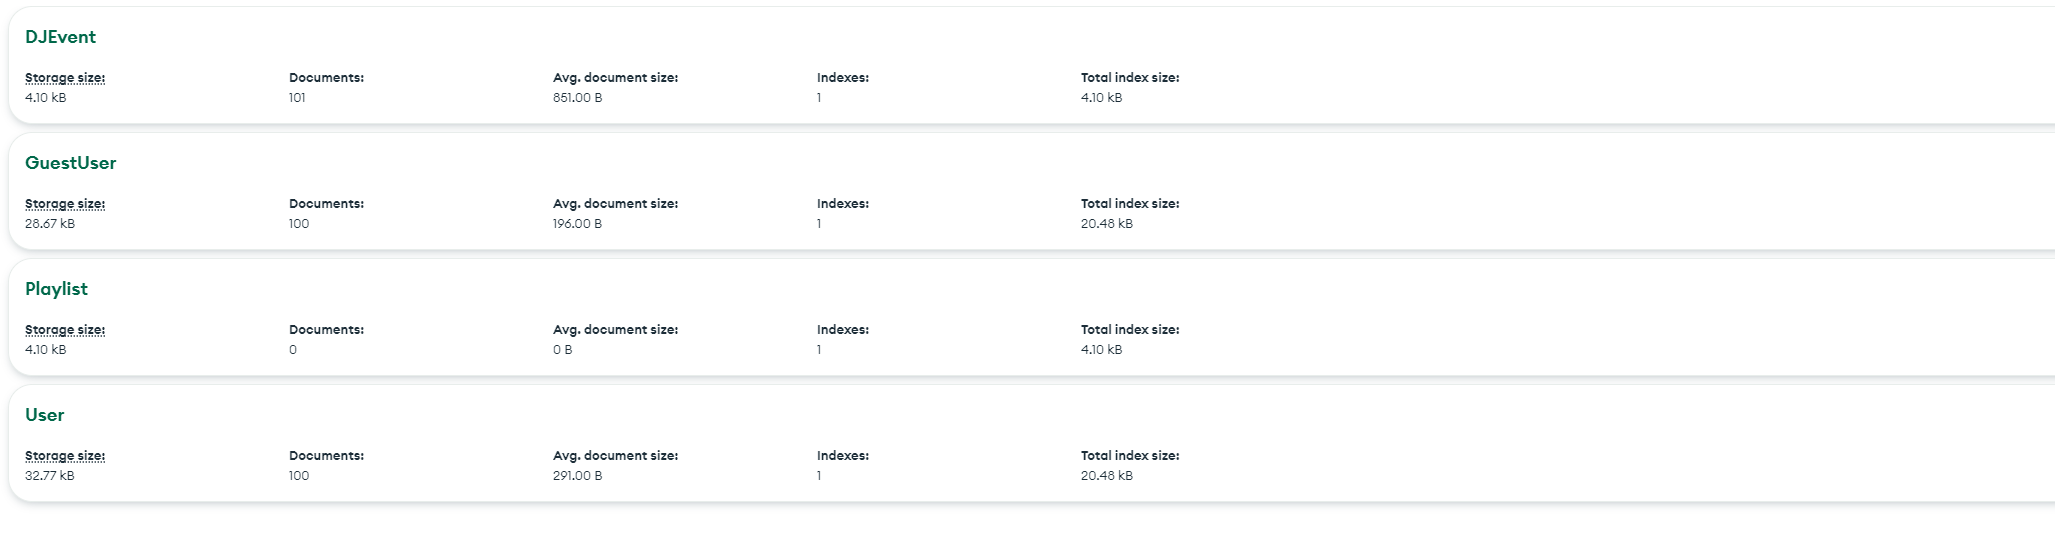 DJEvent
Storage size: Documents: Avg. document size: Indexes: Total index size:
4.10 kB 101 851.00 B 1 4.10 kB
GuestUser
Storage size: Documents: Avg. document size: Indexes: Total index size:
28.67 kB 100 196.00 B 1 20.48 kB
Playlist
Storage size: Documents: Avg. document size: Indexes: Total index size:
4.10 kB 0 0 B 1 4.10 kB
User
Storage size: Documents: Avg. document size: Indexes: Total index size:
32.77 kB 100 291.00 B 1 20.48 kB